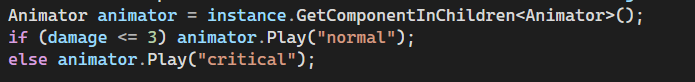 Animator animator = instance.GetComponentInChildren<Animator>();
if (damage <= 3) animator.Play("normal");
else animator.Play("critical");